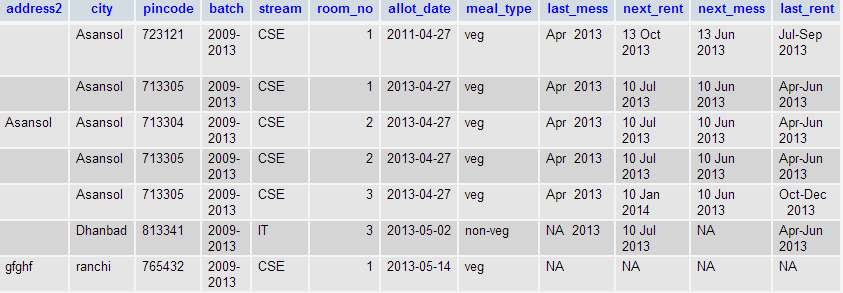 address2 city pincode batch stream room_no allot_date meal_type last_mess next_rent next_mess last_rent
Asansol 723121 2009- CSE 1 2011-04-27 veg Apr 2013 13 Oct 13 Jun Jul-Sep
2013 2013 2013 2013
Asansol 713305 2009- CSE 1 2013-04-27 veg Apr 2013 10 Jul 10 Jun Apr-Jun
2013 2013 2013 2013
Asansol Asansol 713304 2009- CSE 2 2013-04-27 veg Apr 2013 10 Jul 10 Jun Apr-Jun
2013 2013 2013 2013
Asansol 713305 2009- CSE 2 2013-04-27 veg Apr 2013 10 Jul 10 Jun Apr-Jun
2013 2013 2013 2013
Asansol 713305 2009- CSE 3 2013-04-27 veg Apr 2013 10 Jan 10 Jun Oct-Dec
2013 2014 2013 2013
Dhanbad 813341 2009- IT 3 2013-05-02 non-veg NA 2013 10 Jul NA Apr-Jun
2013 2013 2013
gfghf ranchi 765432 2009- CSE 1 2013-05-14 veg NA NA NA NA
2013